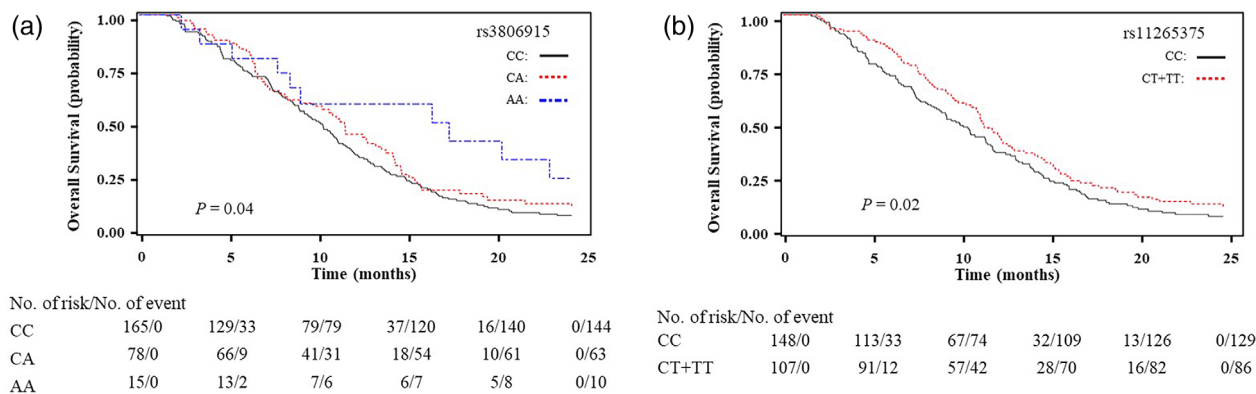 (a)
Overall Survival (probability)
1.00
0.75
0.50
0.25
0.00
rs3806915
CC:
CA:
AA:
P = 0.04
0 5 10 15 20 25
Time (months)
No. of risk/No. of event
CC 165/0 129/33 79/79 37/120 16/140 0/144
CA 78/0 66/9 41/31 18/54 10/61 0/63
AA 15/0 13/2 7/6 6/7 5/8 0/10
(b)
Overall Survival (probability)
1.00
0.75
0.50
0.25
0.00
rs11265375
CC:
CT+TT:
P = 0.02
0 5 10 15 20 25
Time (months)
No. of risk/No. of event
CC 148/0 113/33 67/74 32/109 13/126 0/129
CT+TT 107/0 91/12 57/42 28/70 16/82 0/86